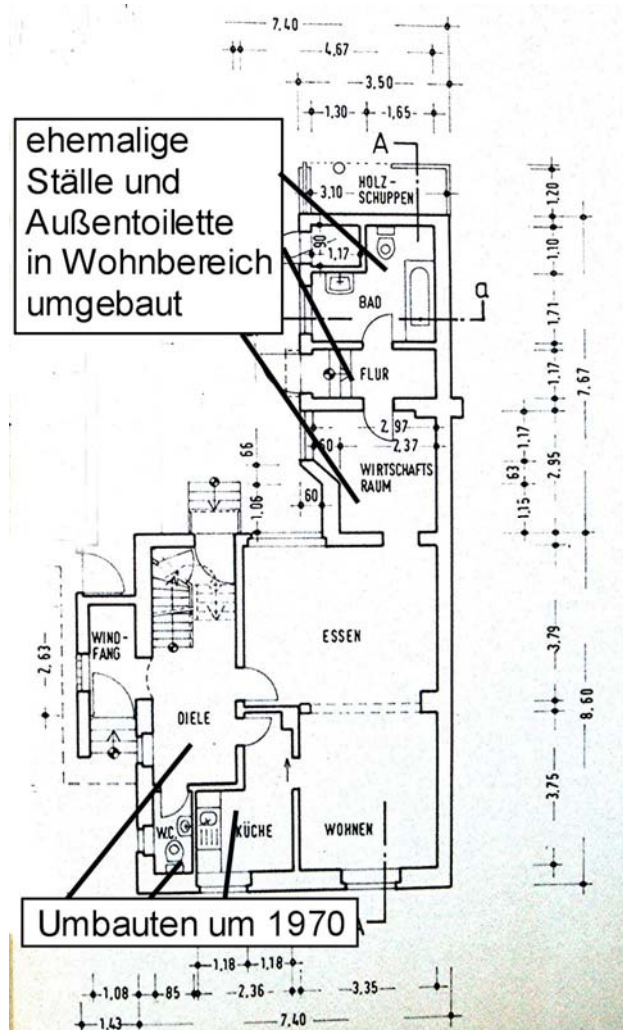 7.40
4,67
3.50
1,30 1,65
A
ehemalige
Ställe und
Außentoilette
in Wohnbereich
umgebaut
3,10
HOLZ-
SCHUPPEN
1,20
90
1,17
1,10
BAD
a
1,71
FLUR
1,17
7,67
2,97
60 2,37
1,17
66
WIRTSCHAFTS
RAUM
63
2,95
60
1,06
1,15
ESSEN
3,79
WIND-
FANG
2,63
DIELE
8,60
3,75
W.C.
KÜCHE
WOHNEN
Umbauten um 1970
A
1,18 1,18
1,08 85 2,36 3,35
1,43 7,40